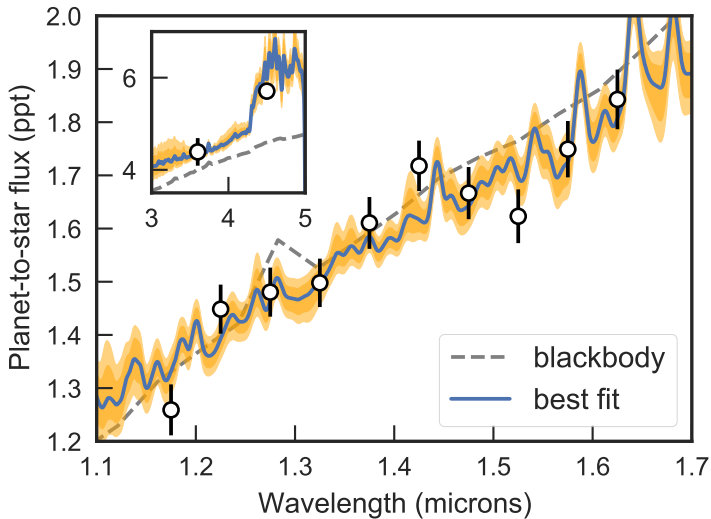 2.0
1.9
1.8
1.7
1.6
1.5
1.4
1.3
1.2
Planet-to-star flux (ppt)
6
4
3 4 5
blackbody
best fit
1.1 1.2 1.3 1.4 1.5 1.6 1.7
Wavelength (microns)